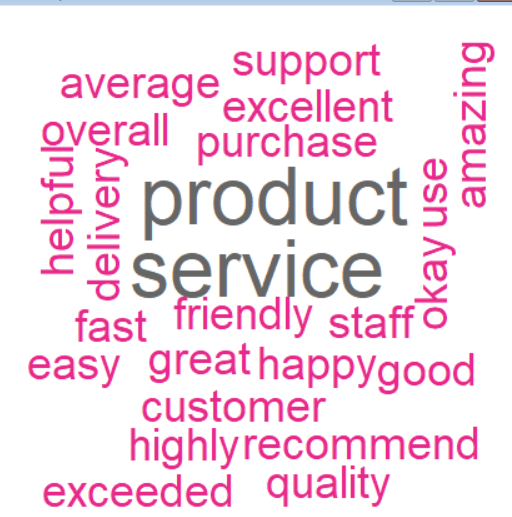 support
average
amazing
excellent
overall
purchase
helpful
delivery
product
use
service
okay
friendly
fast
staff
easy
great
happy
good
customer
highly
recommend
exceeded
quality